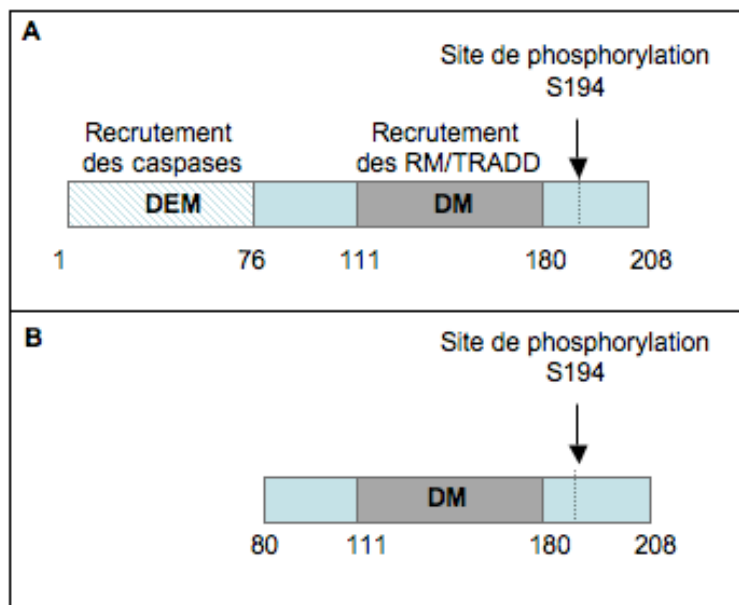 A
Site de phosphorylation
S194
Recrutement
des caspases
Recrutement
des RM/TRADD
DEM
DM
1
76
111
180
208
B
Site de phosphorylation
S194
DM
80
111
180
208